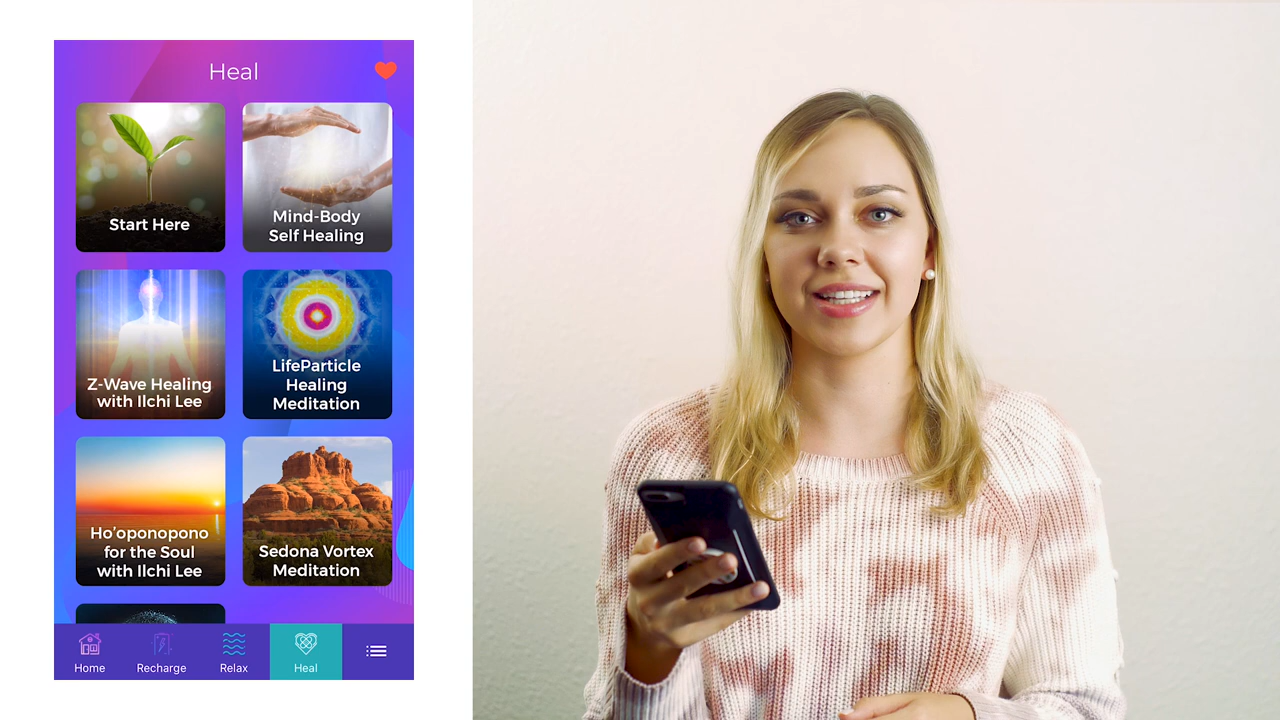 Heal
Start Here
Mind-Body
Self Healing
Z-Wave Healing
with Ilchi Lee
LifeParticle
Healing
Meditation
Ho'oponopono
for the Soul
with Ilchi Lee
Sedona Vortex
Meditation
Home
Recharge
Relax
Heal